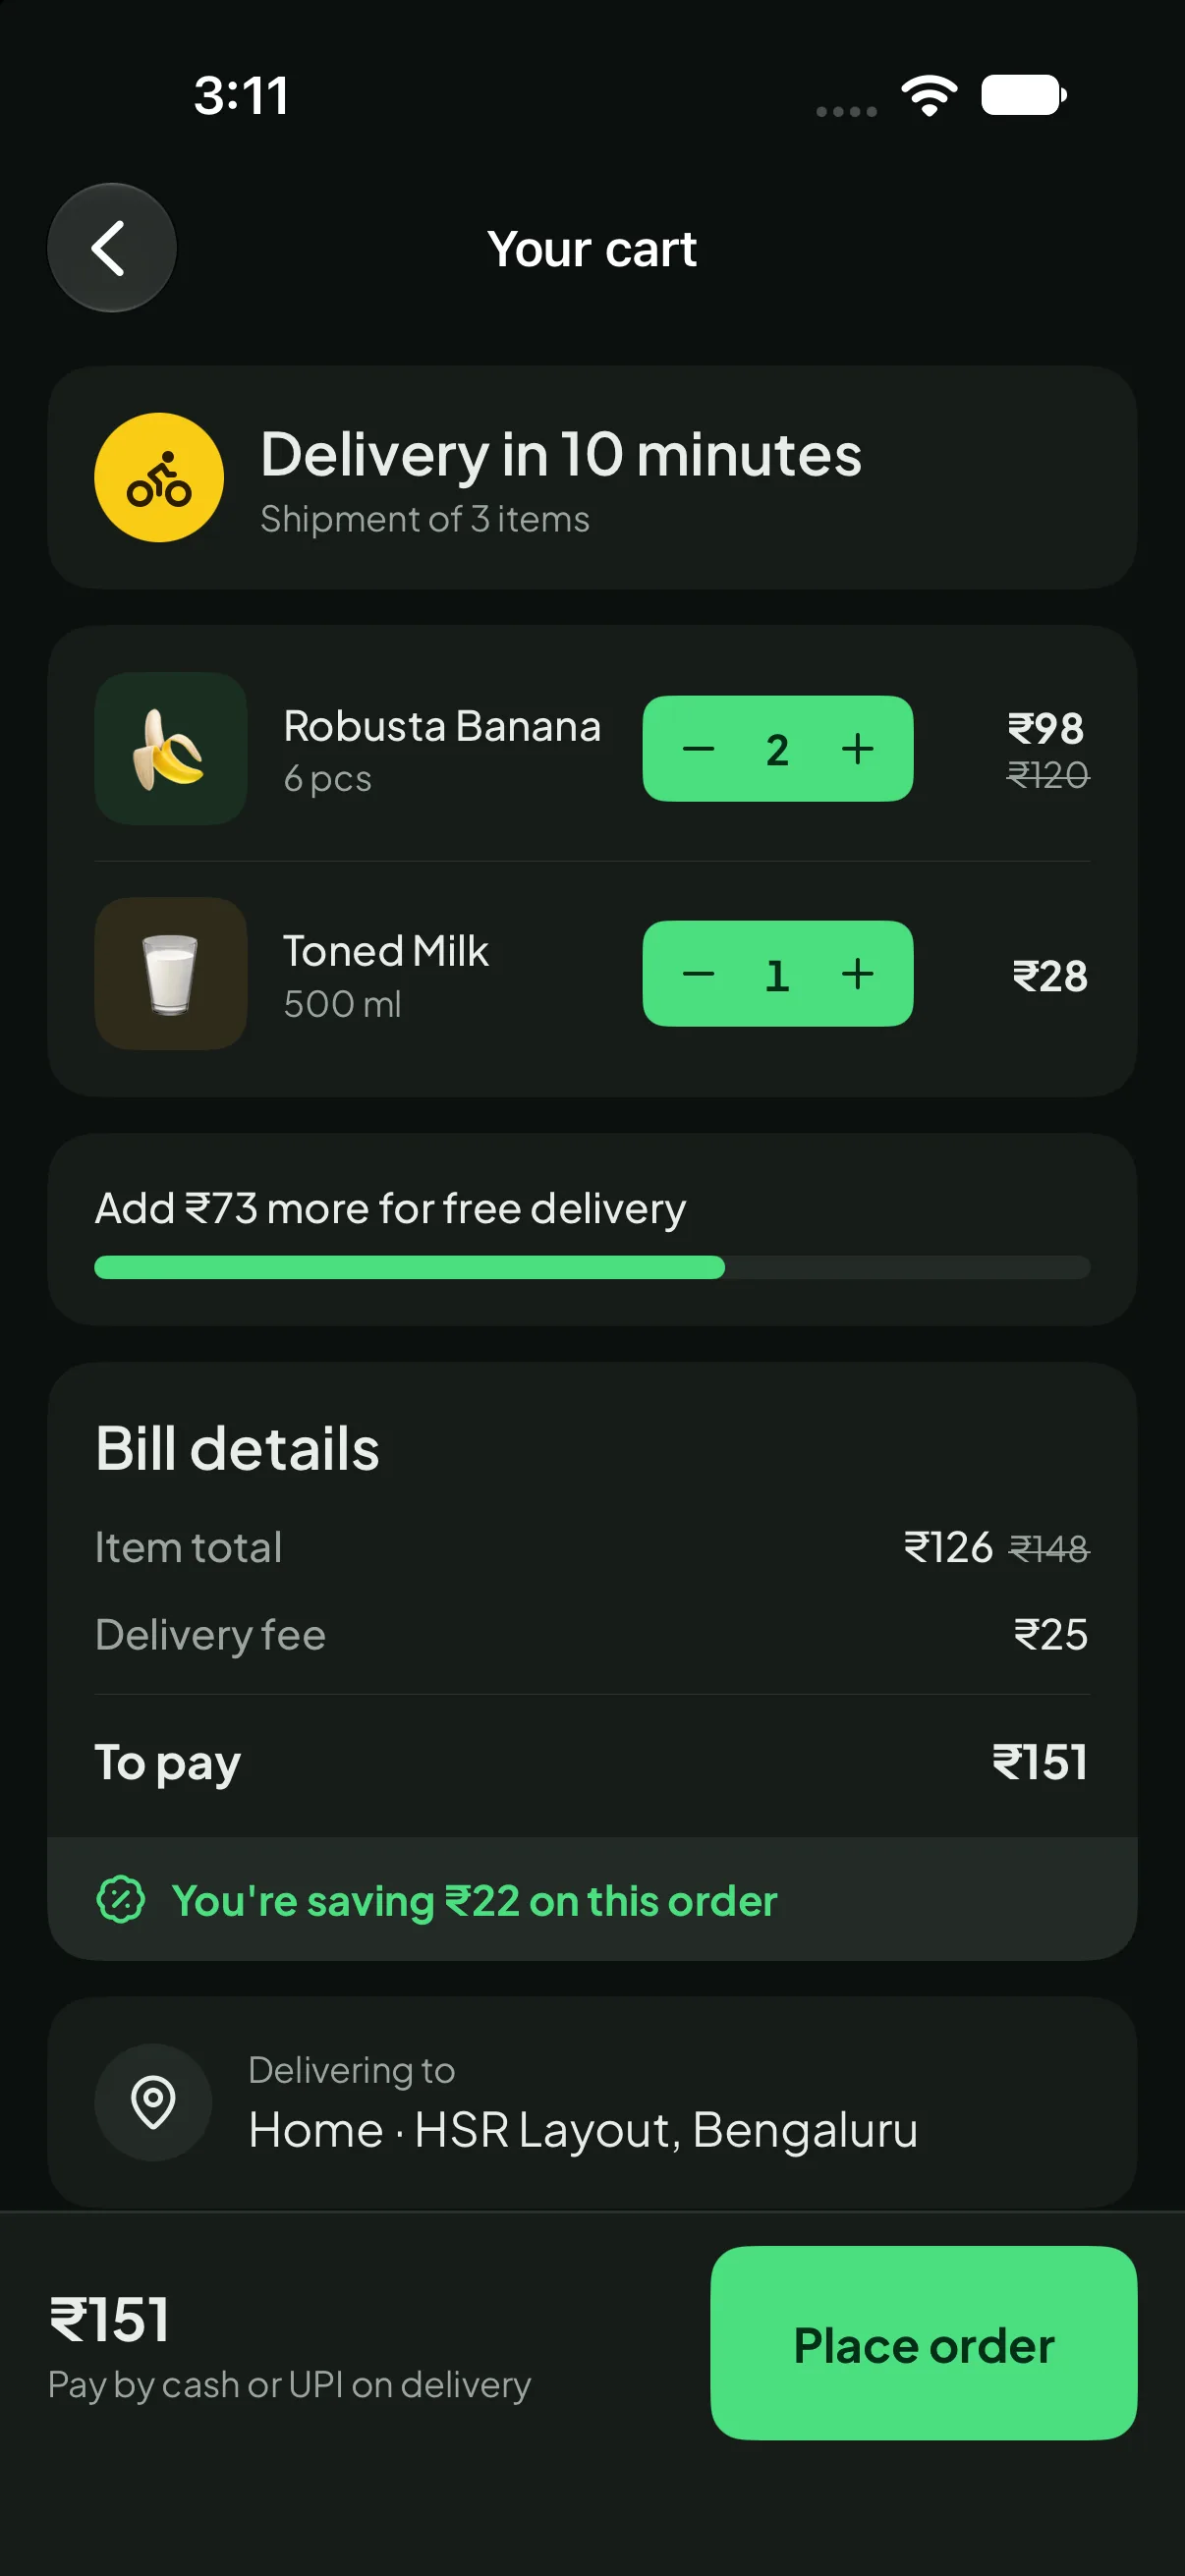 3:11
Your cart
Delivery in 10 minutes
Shipment of 3 items
Robusta Banana
6 pcs
2
₹98
₹120
Toned Milk
500 ml
1
₹28
Add ₹73 more for free delivery
Bill details
Item total ₹126 ₹148
Delivery fee ₹25
To pay ₹151
You're saving ₹22 on this order
Delivering to
Home · HSR Layout, Bengaluru
₹151
Pay by cash or UPI on delivery
Place order